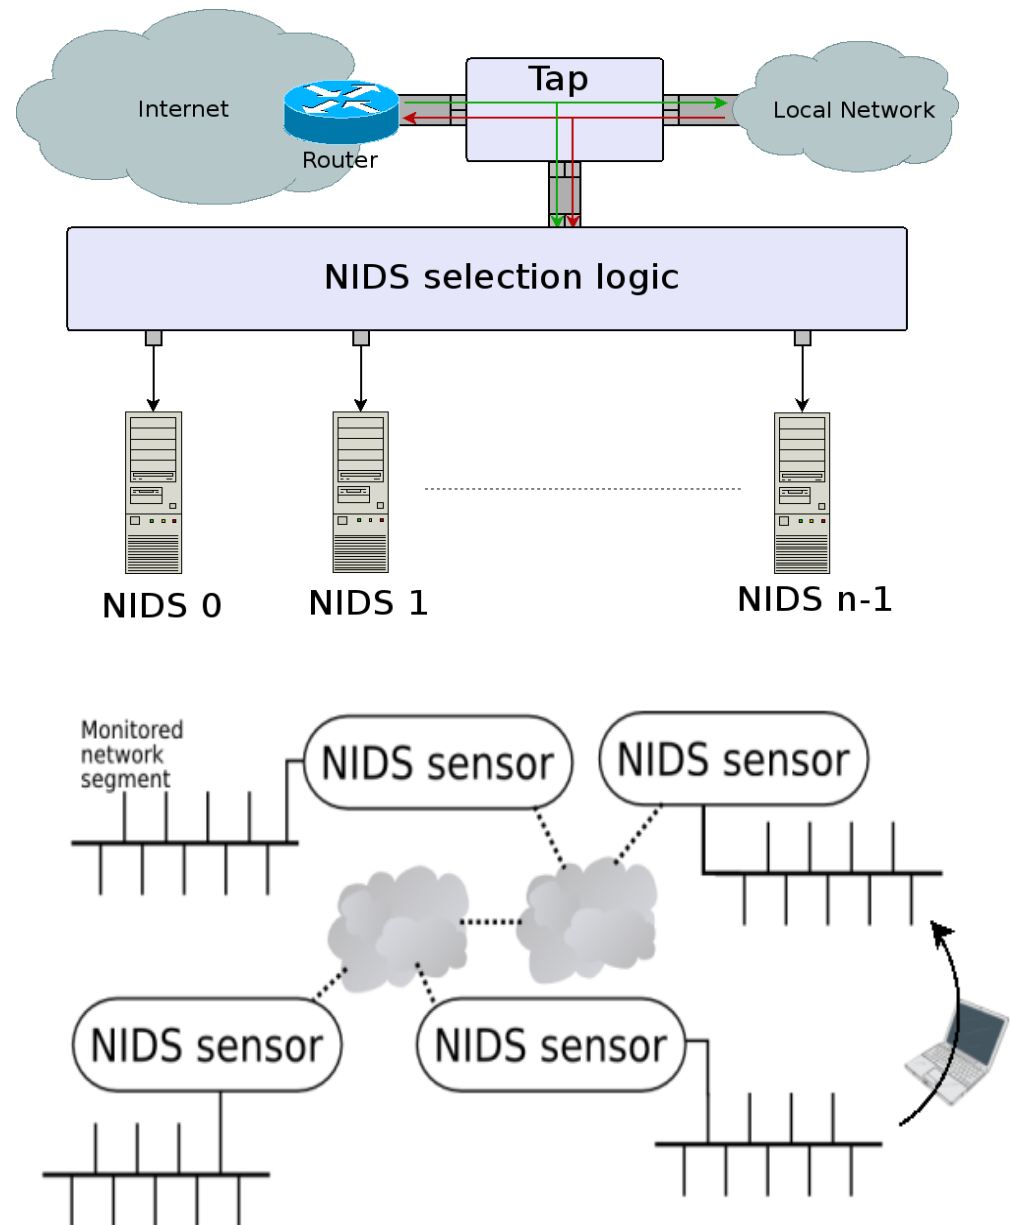 Tap
Internet
Local Network
Router
NIDS selection logic
NIDS 0
NIDS 1
NIDS n-1
Monitored
network
segment
NIDS sensor
NIDS sensor
NIDS sensor
NIDS sensor